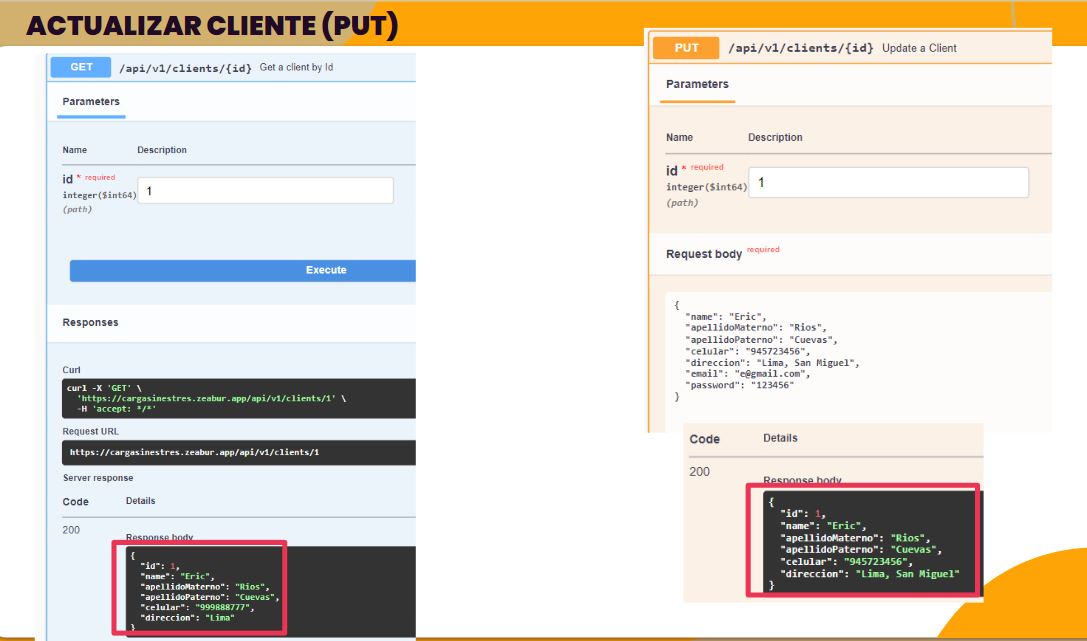 ACTUALIZAR CLIENTE (PUT)
GET /api/v1/clients/{id} Get a client by Id
Parameters
Name Description
id * required
integer($int64)
(path)
1
Execute
Responses
Curl
curl -X 'GET' \
'https://cargasinestres.zeabur.app/api/v1/clients/1' \
-H 'accept: */*'
Request URL
https://cargasinestres.zeabur.app/api/v1/clients/1
Server response
Code Details
200
Response body
{
"id": 1,
"name": "Eric",
"apellidoMaterno": "Rios",
"apellidoPaterno": "Cuevas",
"celular": "999888777",
"direccion": "Lima"
}
PUT /api/v1/clients/{id} Update a Client
Parameters
Name Description
id * required
integer($int64)
(path)
1
Request body required
{
"name": "Eric",
"apellidoMaterno": "Rios",
"apellidoPaterno": "Cuevas",
"celular": "945723456",
"direccion": "Lima, San Miguel",
"email": "e@gmail.com",
"password": "123456"
}
Code Details
200
Response body
{
"id": 1,
"name": "Eric",
"apellidoMaterno": "Rios",
"apellidoPaterno": "Cuevas",
"celular": "945723456",
"direccion": "Lima, San Miguel"
}